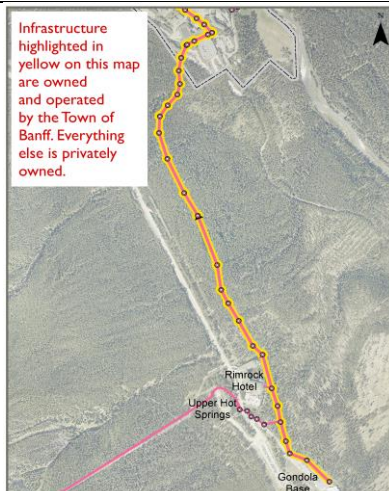 Infrastructure
highlighted in
yellow on this map
are owned
and operated
by the Town of
Banff. Everything
else is privately
owned.
Rimrock
Hotel
Upper Hot
Springs
Gondola
Base